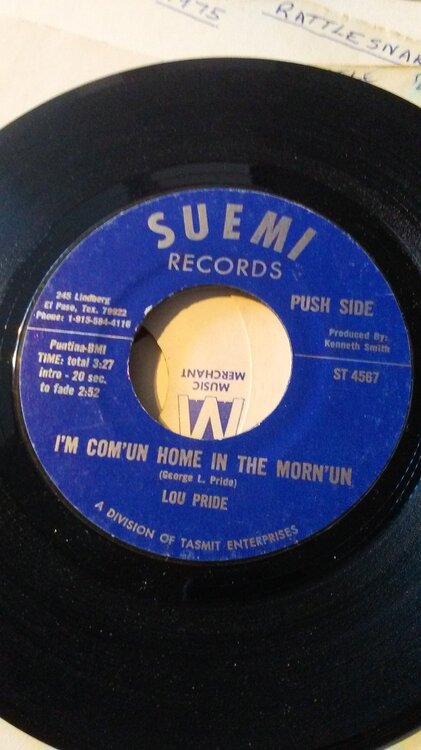 1975 RATTLESNA
SUEMI
RECORDS
245 Lindberg
El Paso, Tex. 79922
Phone: 1-915-584-4116
PUSH SIDE
Produced By:
Kenneth Smith
Puntina-BMI
TIME: total 3:27
intro - 20 sec.
to fade 2:52
ST 4567
MUSIC
MERCHANT
M
I'M COM'UN HOME IN THE MORN'UN
(George L. Pride)
LOU PRIDE
A DIVISION OF TASMIT ENTERPRISES